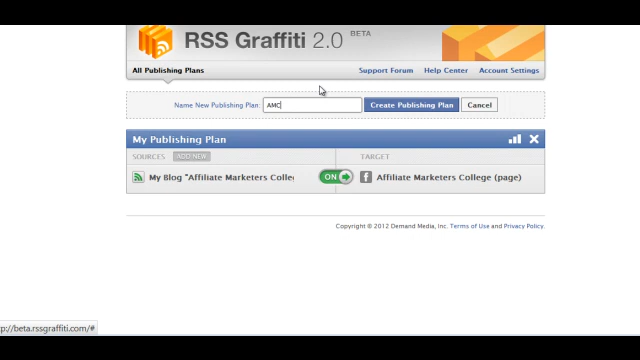 RSS Graffiti 2.0 BETA
All Publishing Plans Support Forum Help Center Account Settings
Name New Publishing Plan: AMC Create Publishing Plan Cancel
My Publishing Plan
SOURCES ADD NEW TARGET
My Blog "Affiliate Marketers Colle ON Affiliate Marketers College (page)
Copyright © 2012 Demand Media, Inc. Terms of Use and Privacy Policy.
tp://beta.rssgraffiti.com/#